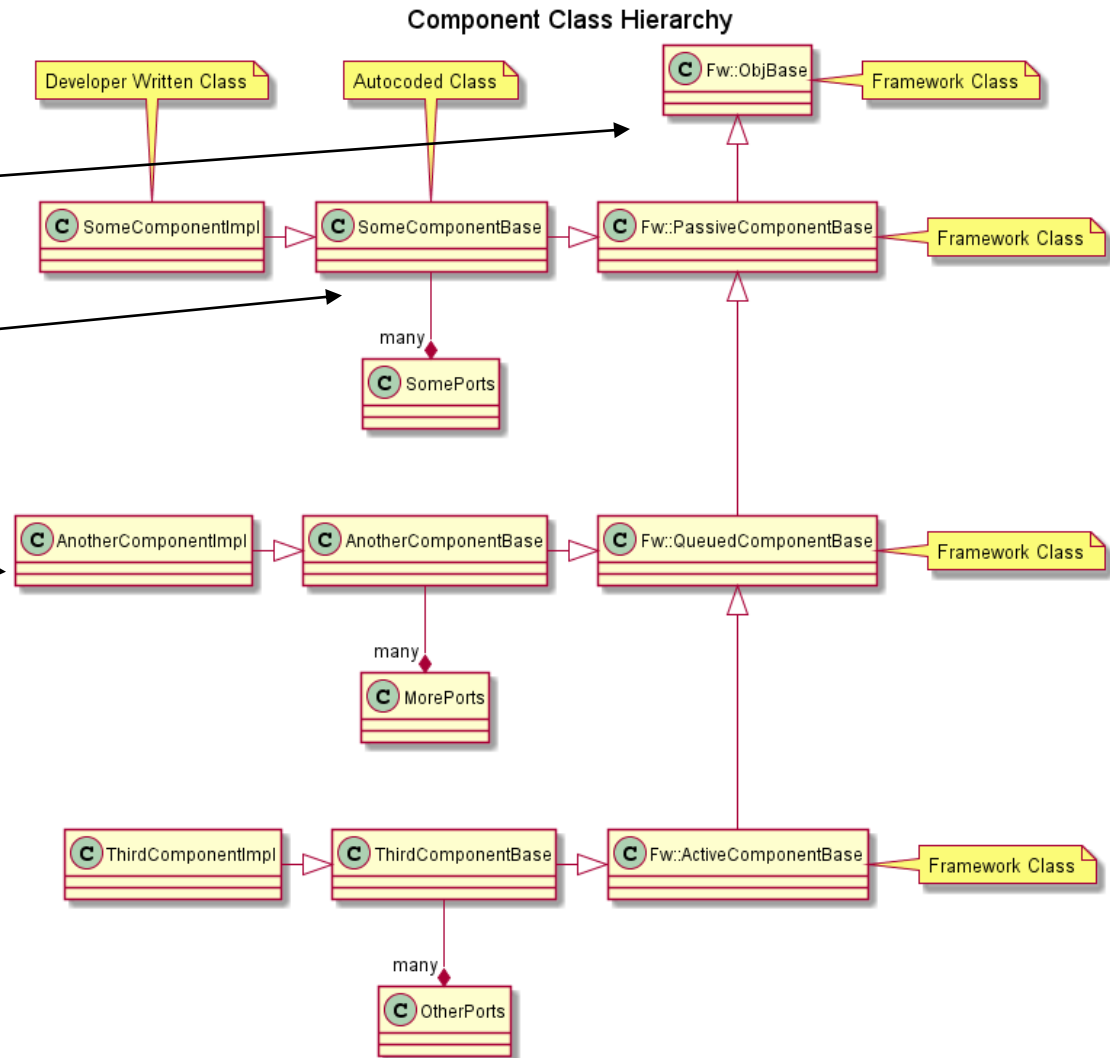 Component Class Hierarchy
Developer Written Class
Autocoded Class
C Fw::ObjBase
Framework Class
C SomeComponentImpl
C SomeComponentBase
C Fw::PassiveComponentBase
Framework Class
many
C SomePorts
C AnotherComponentImpl
C AnotherComponentBase
C Fw::QueuedComponentBase
Framework Class
many
C MorePorts
C ThirdComponentImpl
C ThirdComponentBase
C Fw::ActiveComponentBase
Framework Class
many
C OtherPorts